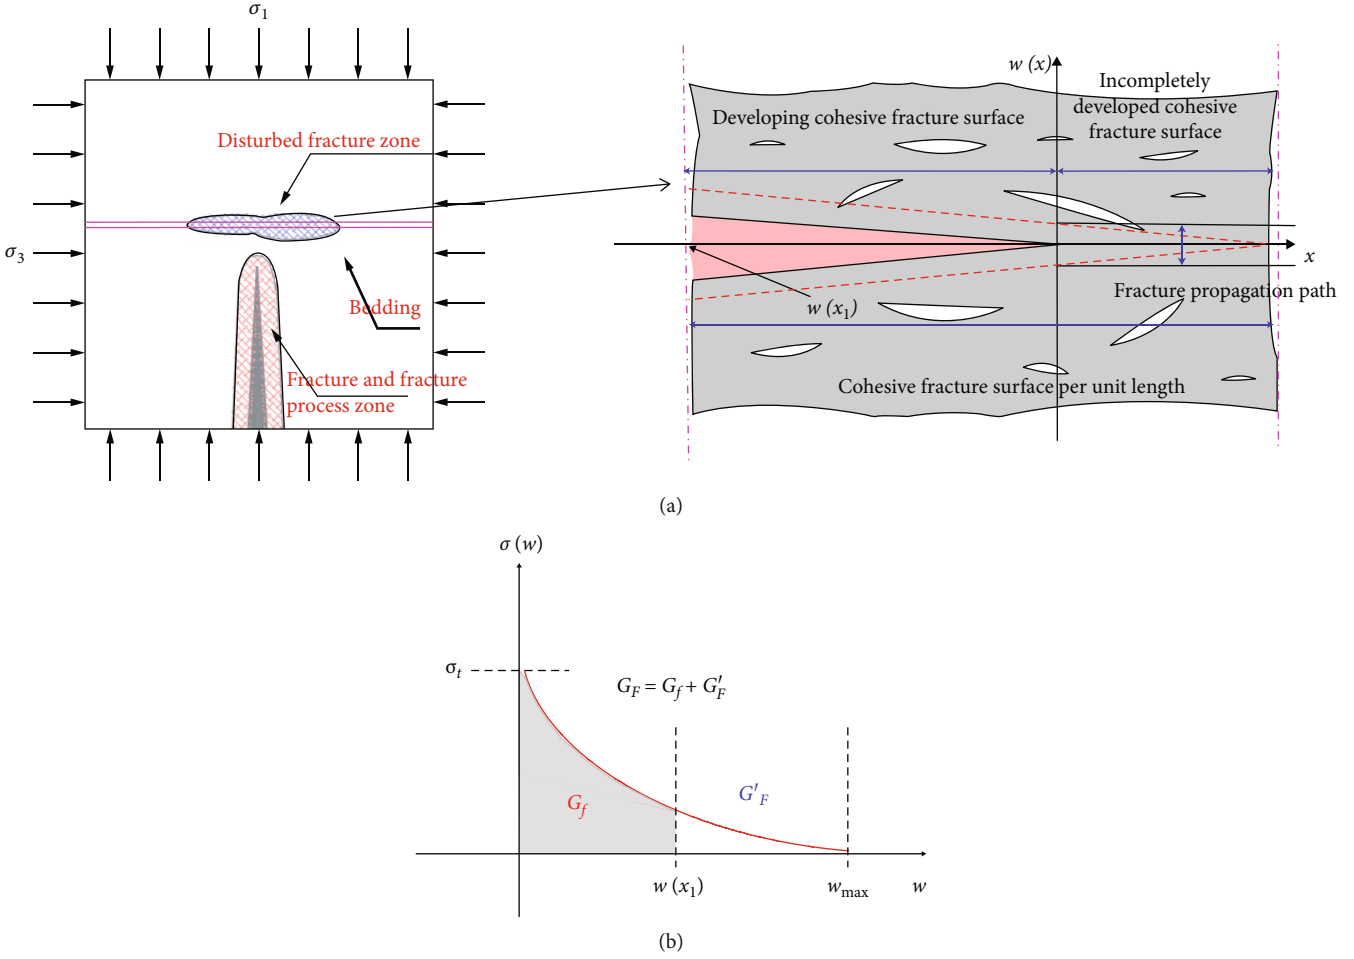 σ1
σ3
Disturbed fracture zone
Bedding
Fracture and fracture
process zone
w (x)
Developing cohesive fracture surface
Incompletely
developed cohesive
fracture surface
x
w (x1)
Fracture propagation path
Cohesive fracture surface per unit length
(a)
σ (w)
σt
GF = Gf + G′F
Gf
G′F
w (x1)
wmax
w
(b)